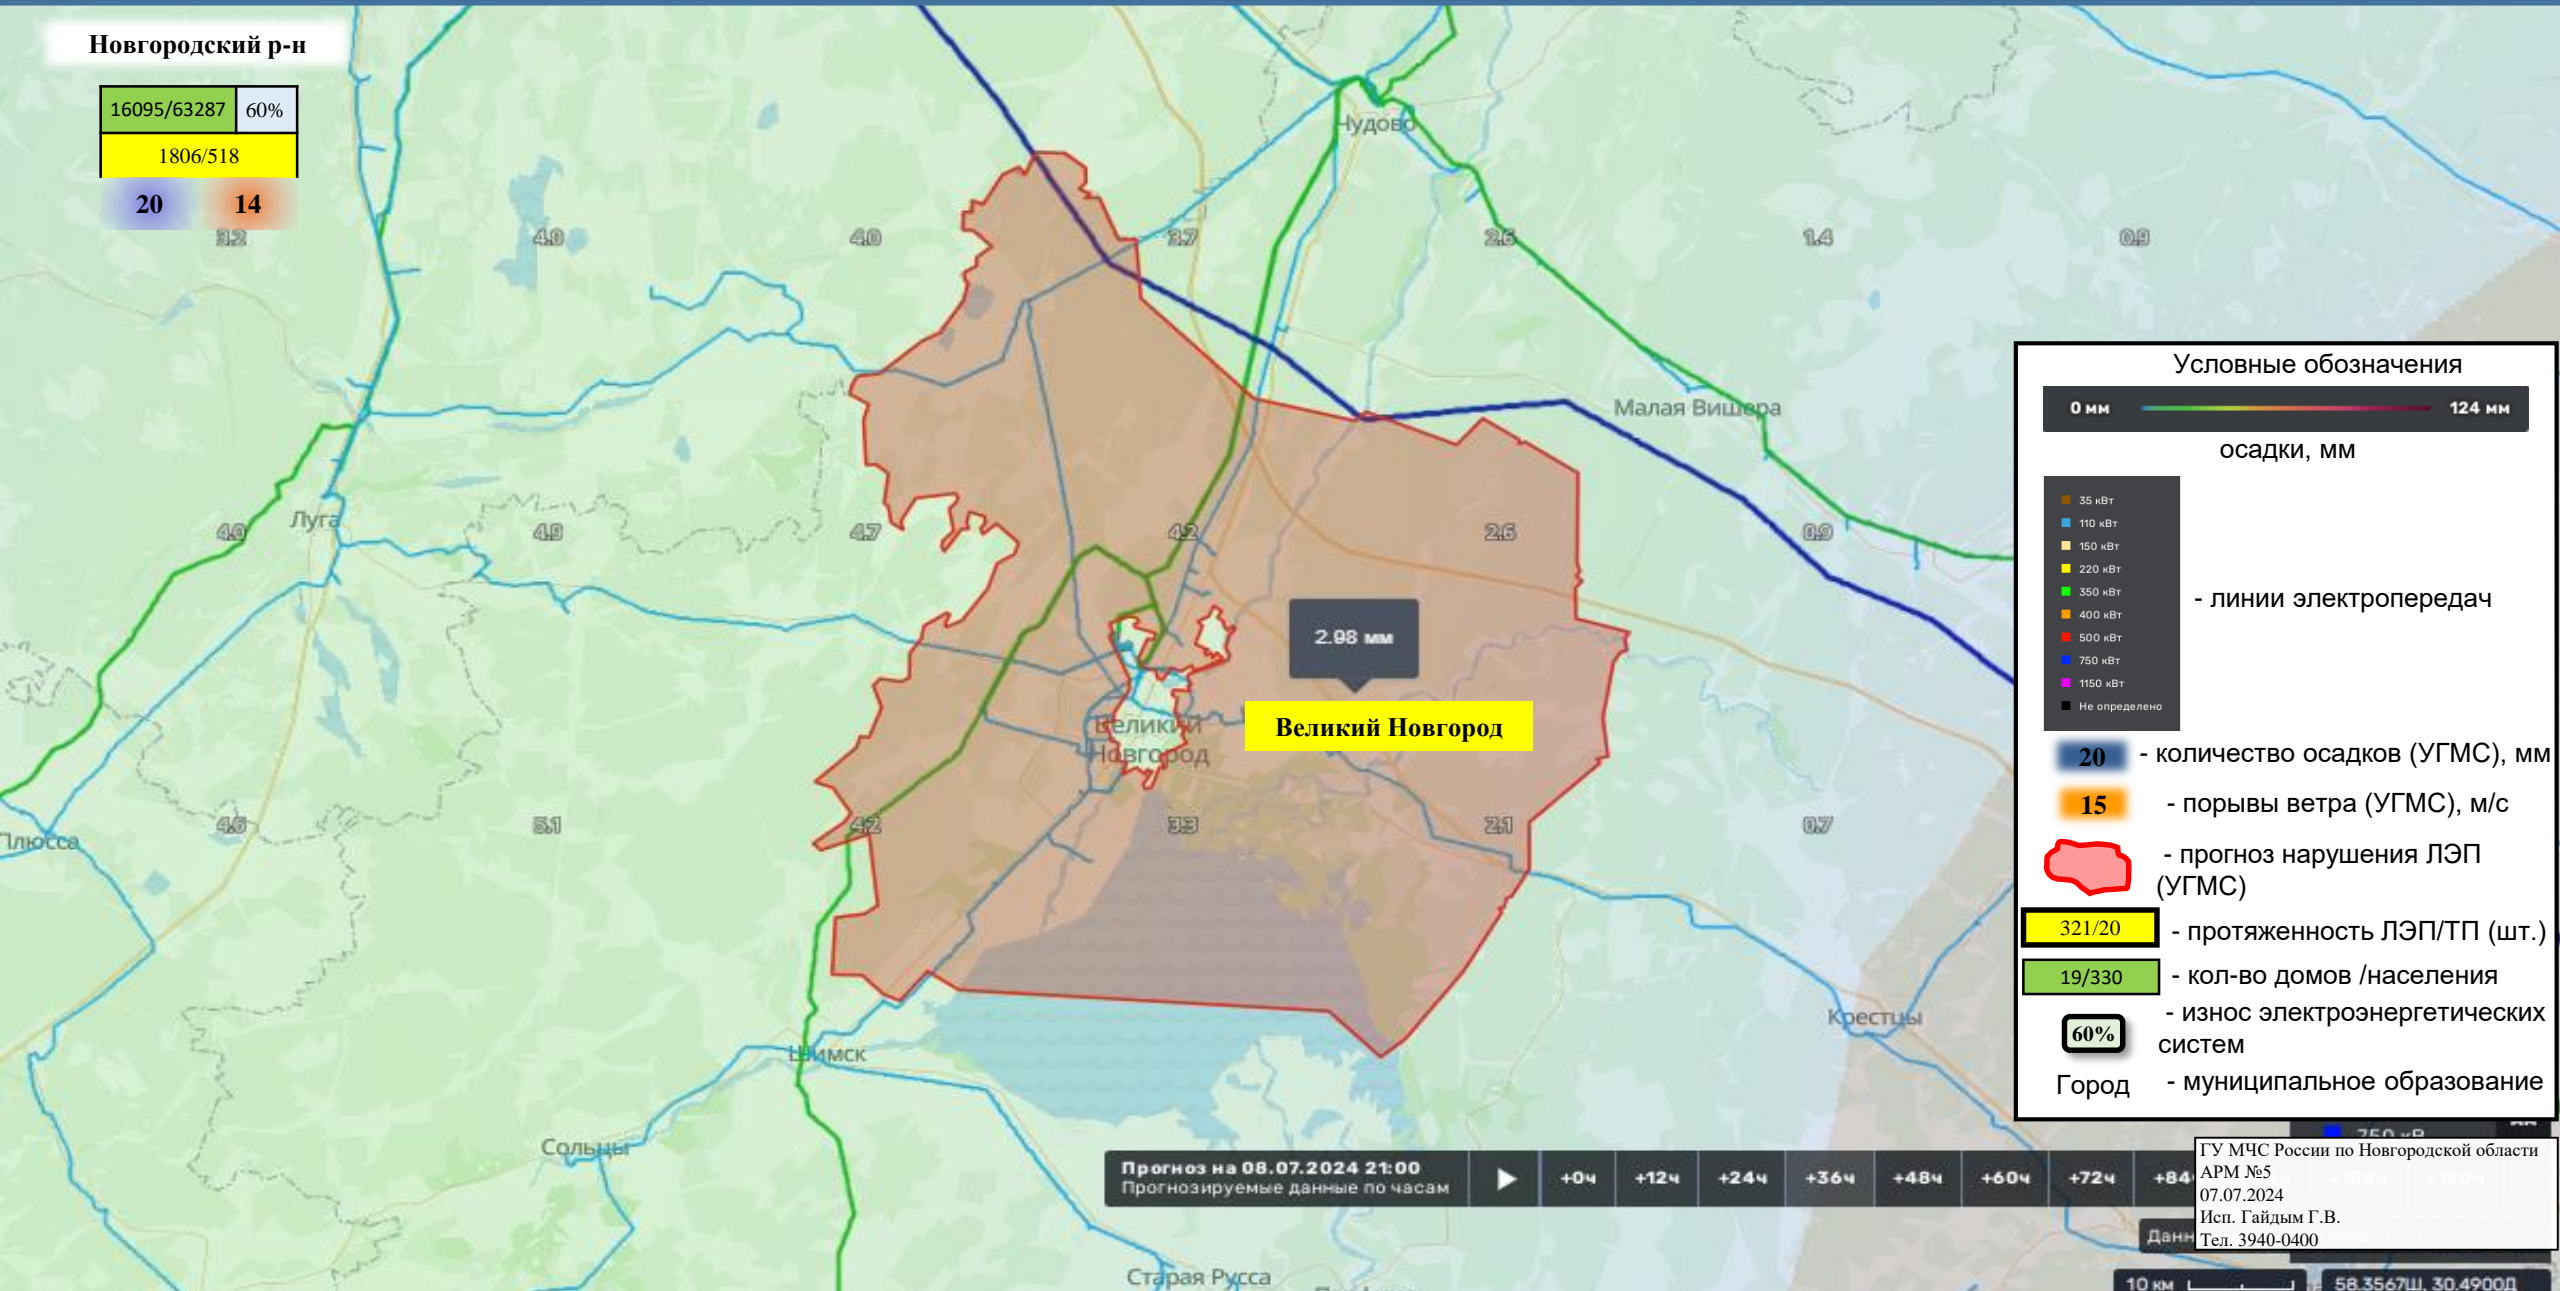 Новгородский р-н
16095/63287 60%
1806/518
20 14
3.2 4.0 4.0 3.7 2.6 1.4 0.9
Чудово
Малая Вишера
Луга
4.0 4.9 4.7 4.2 2.6 0.9
2.98 мм
Великий Новгород
Великий
Новгород
4.6 5.1 4.2 3.3 2.1 0.7
Плюсса
Крестцы
Шимск
Сольцы
Старая Русса
Условные обозначения
0 мм 124 мм
осадки, мм
35 кВт
110 кВт
150 кВт
220 кВт
350 кВт
400 кВт
500 кВт
750 кВт
1150 кВт
Не определено
- линии электропередач
20 - количество осадков (УГМС), мм
15 - порывы ветра (УГМС), м/с
- прогноз нарушения ЛЭП
(УГМС)
321/20 - протяженность ЛЭП/ТП (шт.)
19/330 - кол-во домов /населения
- износ электроэнергетических
60% систем
Город - муниципальное образование
Прогноз на 08.07.2024 21:00
Прогнозируемые данные по часам
+0ч +12ч +24ч +36ч +48ч +60ч +72ч +84
ГУ МЧС России по Новгородской области
АРМ №5
07.07.2024
Исп. Гайдым Г.В.
Тел. 3940-0400
Данн
10 км 58.3567Ш, 30.4900Д